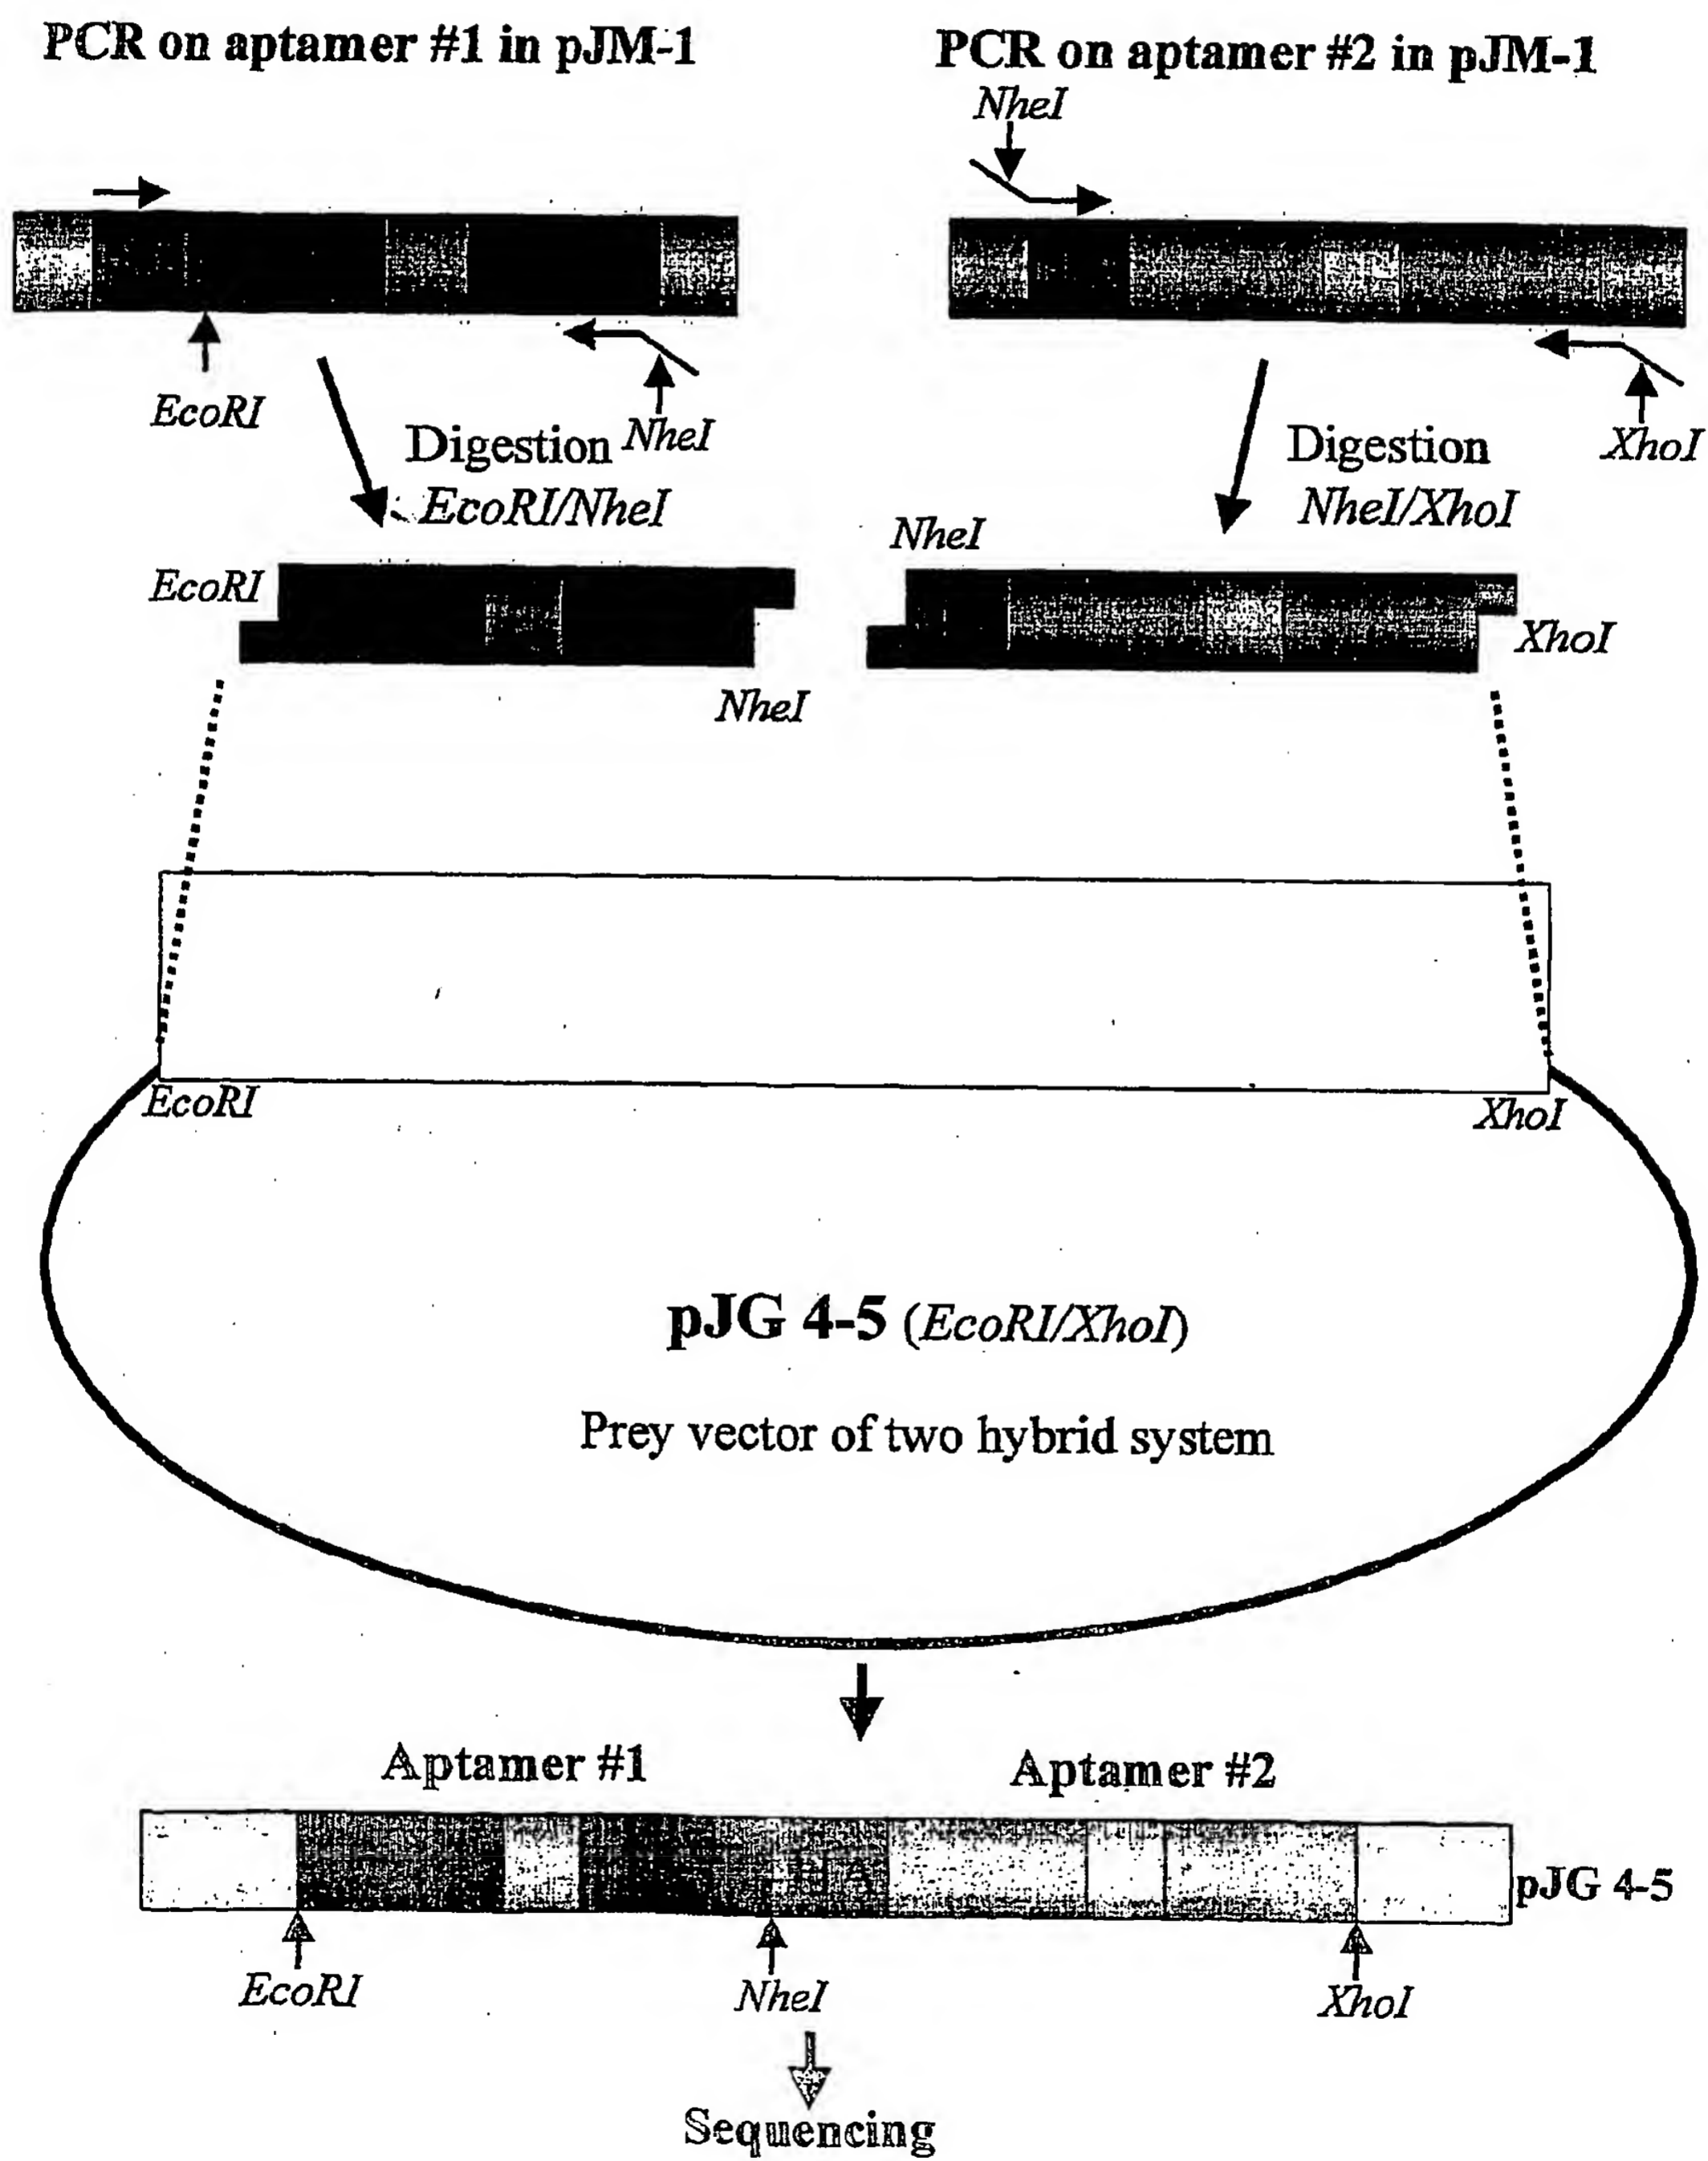 PCR on aptamer #1 in pJM-1
PCR on aptamer #2 in pJM-1
NheI
EcoRI
NheI
XhoI
Digestion
EcoRI/NheI
Digestion
NheI/XhoI
EcoRI
NheI
NheI
XhoI
EcoRI
XhoI
pJG 4-5 (EcoRI/XhoI)
Prey vector of two hybrid system
Aptamer #1
Aptamer #2
HA
pJG 4-5
EcoRI
NheI
XhoI
Sequencing